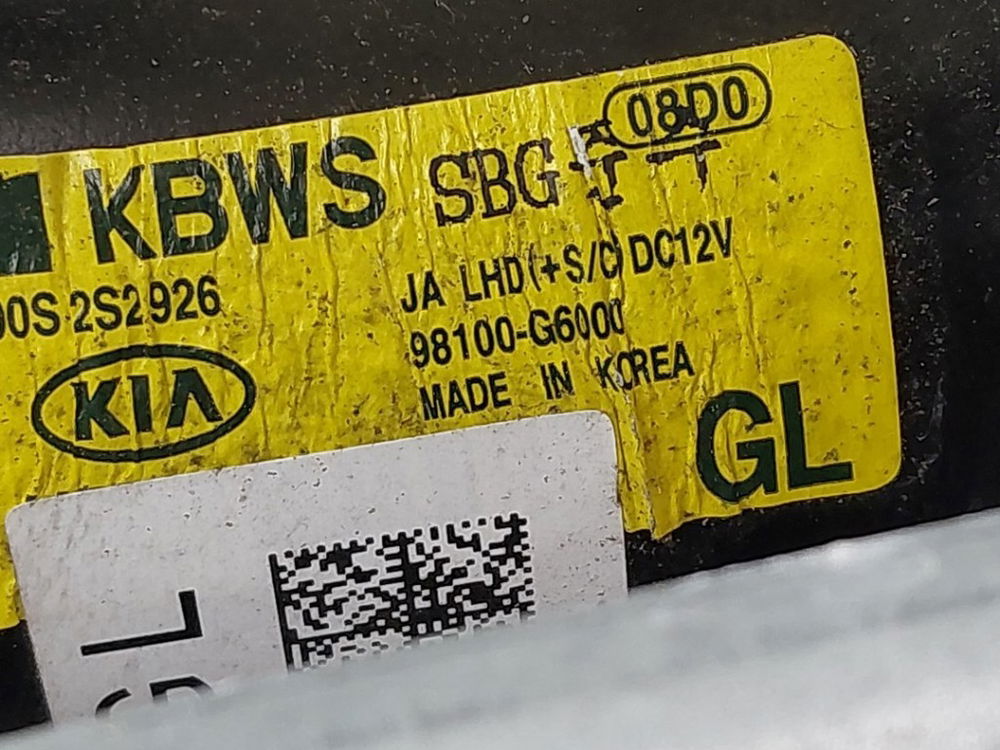 08D0
KBWS SBG
00S 2S2926
JA LHD(+S/C) DC12V
98100-G6000
MADE IN KOREA
KIA
GL
L